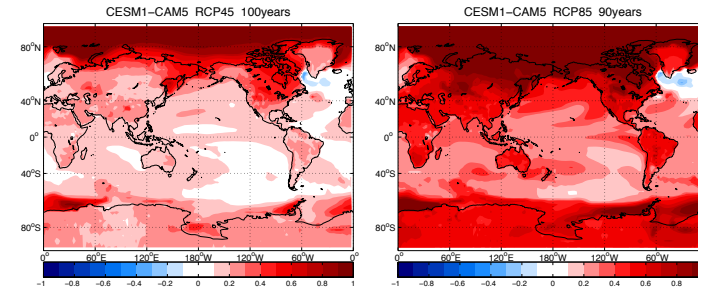 CESM1−CAM5 RCP45 100years
80°N
40°N
0°
40°S
80°S
0° 60°E 120°E 180°W 120°W 60°W 0°
−1 −0.8 −0.6 −0.4 −0.2 0 0.2 0.4 0.6 0.8 1
CESM1−CAM5 RCP85 90years
80°N
40°N
0°
40°S
80°S
0° 60°E 120°E 180°W 120°W 60°W
−1 −0.8 −0.6 −0.4 −0.2 0 0.2 0.4 0.6 0.8